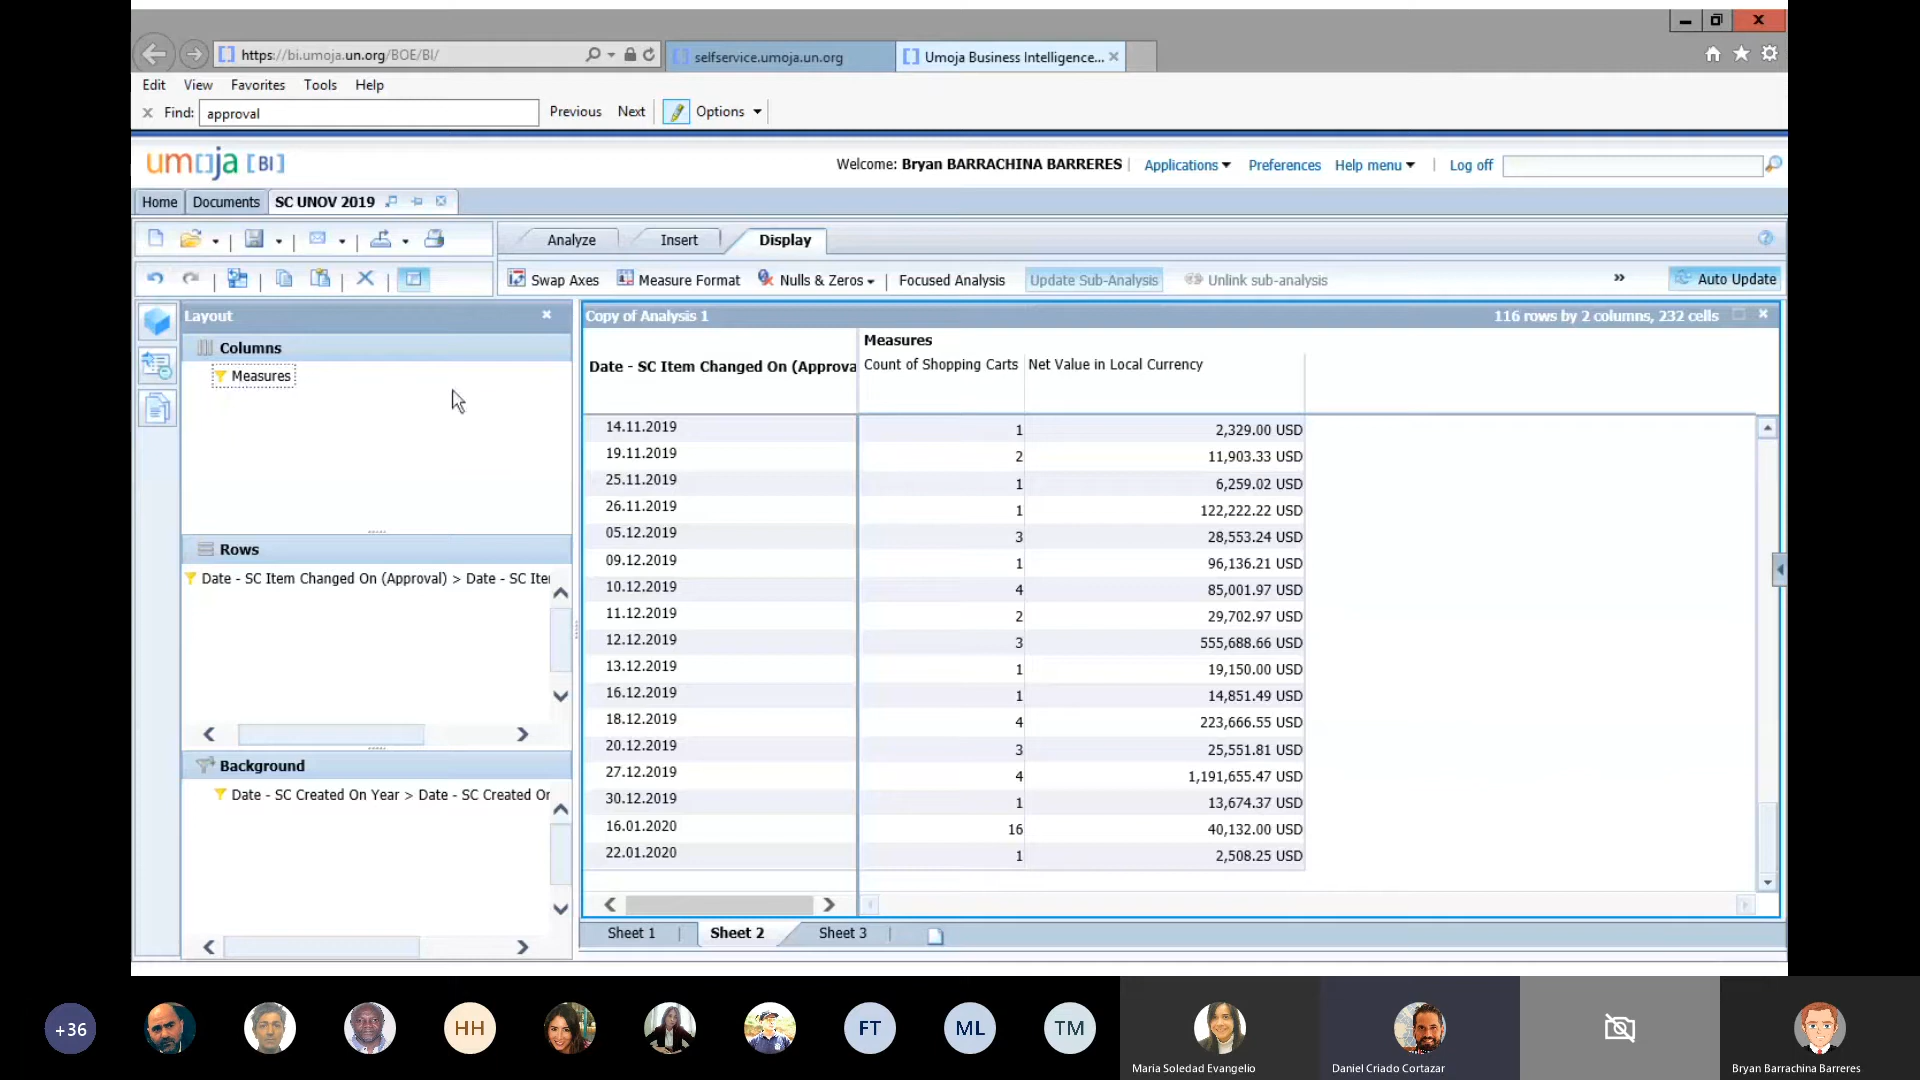 https://bi.umoja.un.org/BOE/BI/
selfservice.umoja.un.org
Umoja Business Intelligence...
Edit View Favorites Tools Help
Find: approval Previous Next Options
umoja [BI]
Welcome: Bryan BARRACHINA BARRERES Applications Preferences Help menu Log off
Home Documents SC UNOV 2019
Analyze Insert Display
Swap Axes Measure Format Nulls & Zeros Focused Analysis Update Sub-Analysis Unlink sub-analysis » Auto Update
Layout
Columns
Measures
Rows
Date - SC Item Changed On (Approval) > Date - SC Iter
Background
Date - SC Created On Year > Date - SC Created Or
Copy of Analysis 1 116 rows by 2 columns, 232 cells
Measures
Date - SC Item Changed On (Approva Count of Shopping Carts Net Value in Local Currency
14.11.2019 1 2,329.00 USD
19.11.2019 2 11,903.33 USD
25.11.2019 1 6,259.02 USD
26.11.2019 1 122,222.22 USD
05.12.2019 3 28,553.24 USD
09.12.2019 1 96,136.21 USD
10.12.2019 4 85,001.97 USD
11.12.2019 2 29,702.97 USD
12.12.2019 3 555,688.66 USD
13.12.2019 1 19,150.00 USD
16.12.2019 1 14,851.49 USD
18.12.2019 4 223,666.55 USD
20.12.2019 3 25,551.81 USD
27.12.2019 4 1,191,655.47 USD
30.12.2019 1 13,674.37 USD
16.01.2020 16 40,132.00 USD
22.01.2020 1 2,508.25 USD
Sheet 1 Sheet 2 Sheet 3
+36 HH FT ML TM
Maria Soledad Evangelio Daniel Criado Cortazar Bryan Barrachina Barreres